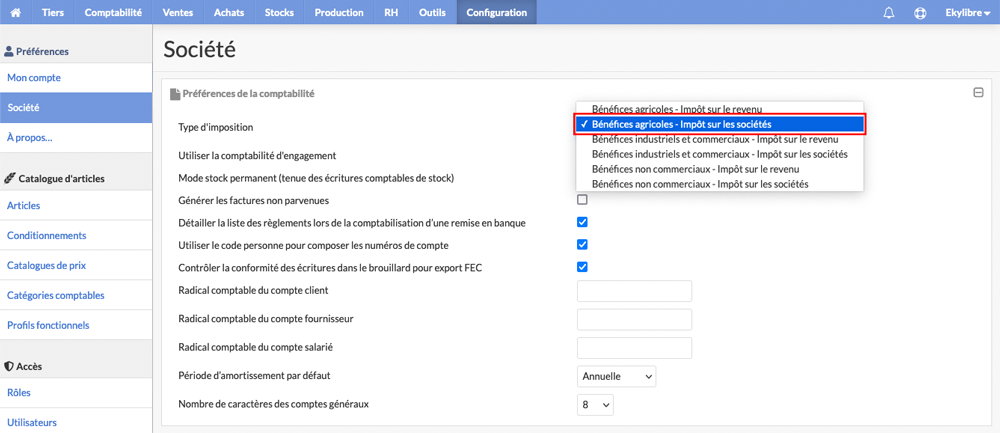 Tiers Comptabilité Ventes Achats Stocks Production RH Outils Configuration Ekylibre
Préférences
Mon compte
Société
À propos...
Catalogue d'articles
Articles
Conditionnements
Catalogues de prix
Catégories comptables
Profils fonctionnels
Accès
Rôles
Utilisateurs
Société
Préférences de la comptabilité
Type d'imposition
Bénéfices agricoles - Impôt sur le revenu
Bénéfices agricoles - Impôt sur les sociétés
Bénéfices industriels et commerciaux - Impôt sur le revenu
Bénéfices industriels et commerciaux - Impôt sur les sociétés
Bénéfices non commerciaux - Impôt sur le revenu
Bénéfices non commerciaux - Impôt sur les sociétés
Utiliser la comptabilité d'engagement
Mode stock permanent (tenue des écritures comptables de stock)
Générer les factures non parvenues
Détailler la liste des règlements lors de la comptabilisation d'une remise en banque
Utiliser le code personne pour composer les numéros de compte
Contrôler la conformité des écritures dans le brouillard pour export FEC
Radical comptable du compte client
Radical comptable du compte fournisseur
Radical comptable du compte salarié
Période d'amortissement par défaut Annuelle
Nombre de caractères des comptes généraux 8